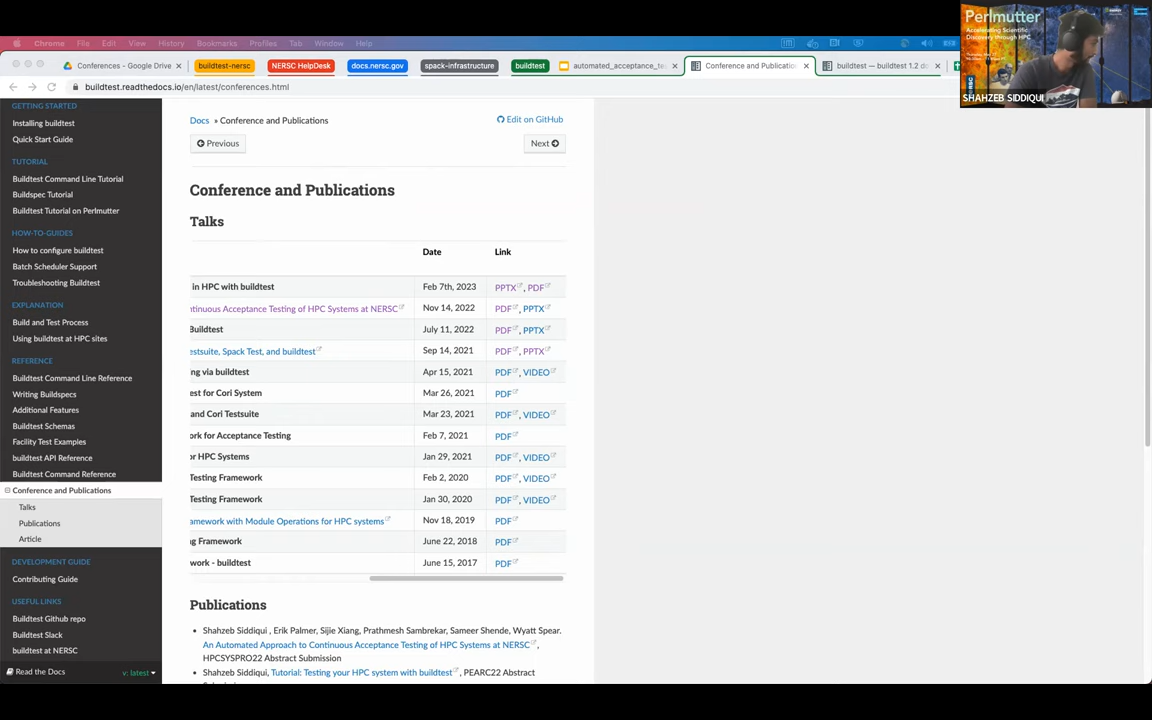 Chrome File Edit View History Bookmarks Profiles Tab Window Help
Conferences - Google Drive × buildtest-nersc NERSC HelpDesk docs.nersc.gov spack-infrastructure buildtest automated_acceptance_te × Conference and Publication × buildtest — buildtest 1.2 do ×
buildtest.readthedocs.io/en/latest/conferences.html
Perlmutter
Accelerating Scientific
Discovery through HPC
SHAHZEB SIDDIQUI
GETTING STARTED
Installing buildtest
Quick Start Guide
TUTORIAL
Buildtest Command Line Tutorial
Buildspec Tutorial
Buildtest Tutorial on Perlmutter
HOW-TO-GUIDES
How to configure buildtest
Batch Scheduler Support
Troubleshooting Buildtest
EXPLANATION
Build and Test Process
Using buildtest at HPC sites
REFERENCE
Buildtest Command Line Reference
Writing Buildspecs
Additional Features
Buildtest Schemas
Facility Test Examples
buildtest API Reference
Buildtest Command Reference
Conference and Publications
Talks
Publications
Article
DEVELOPMENT GUIDE
Contributing Guide
USEFUL LINKS
Buildtest Github repo
Buildtest Slack
buildtest at NERSC
Read the Docs v: latest
Docs » Conference and Publications Edit on GitHub
Previous Next
Conference and Publications
Talks
Date Link
in HPC with buildtest Feb 7th, 2023 PPTX, PDF
ntinuous Acceptance Testing of HPC Systems at NERSC Nov 14, 2022 PDF, PPTX
Buildtest July 11, 2022 PDF, PPTX
estsuite, Spack Test, and buildtest Sep 14, 2021 PDF, PPTX
ng via buildtest Apr 15, 2021 PDF, VIDEO
est for Cori System Mar 26, 2021 PDF
and Cori Testsuite Mar 23, 2021 PDF, VIDEO
ork for Acceptance Testing Feb 7, 2021 PDF
or HPC Systems Jan 29, 2021 PDF, VIDEO
Testing Framework Feb 2, 2020 PDF, VIDEO
Testing Framework Jan 30, 2020 PDF, VIDEO
amework with Module Operations for HPC systems Nov 18, 2019 PDF
ng Framework June 22, 2018 PDF
work - buildtest June 15, 2017 PDF
Publications
• Shahzeb Siddiqui , Erik Palmer, Sijie Xiang, Prathmesh Sambrekar, Sameer Shende, Wyatt Spear.
An Automated Approach to Continuous Acceptance Testing of HPC Systems at NERSC ,
HPCSYSPRO22 Abstract Submission
• Shahzeb Siddiqui, Tutorial: Testing your HPC system with buildtest , PEARC22 Abstract